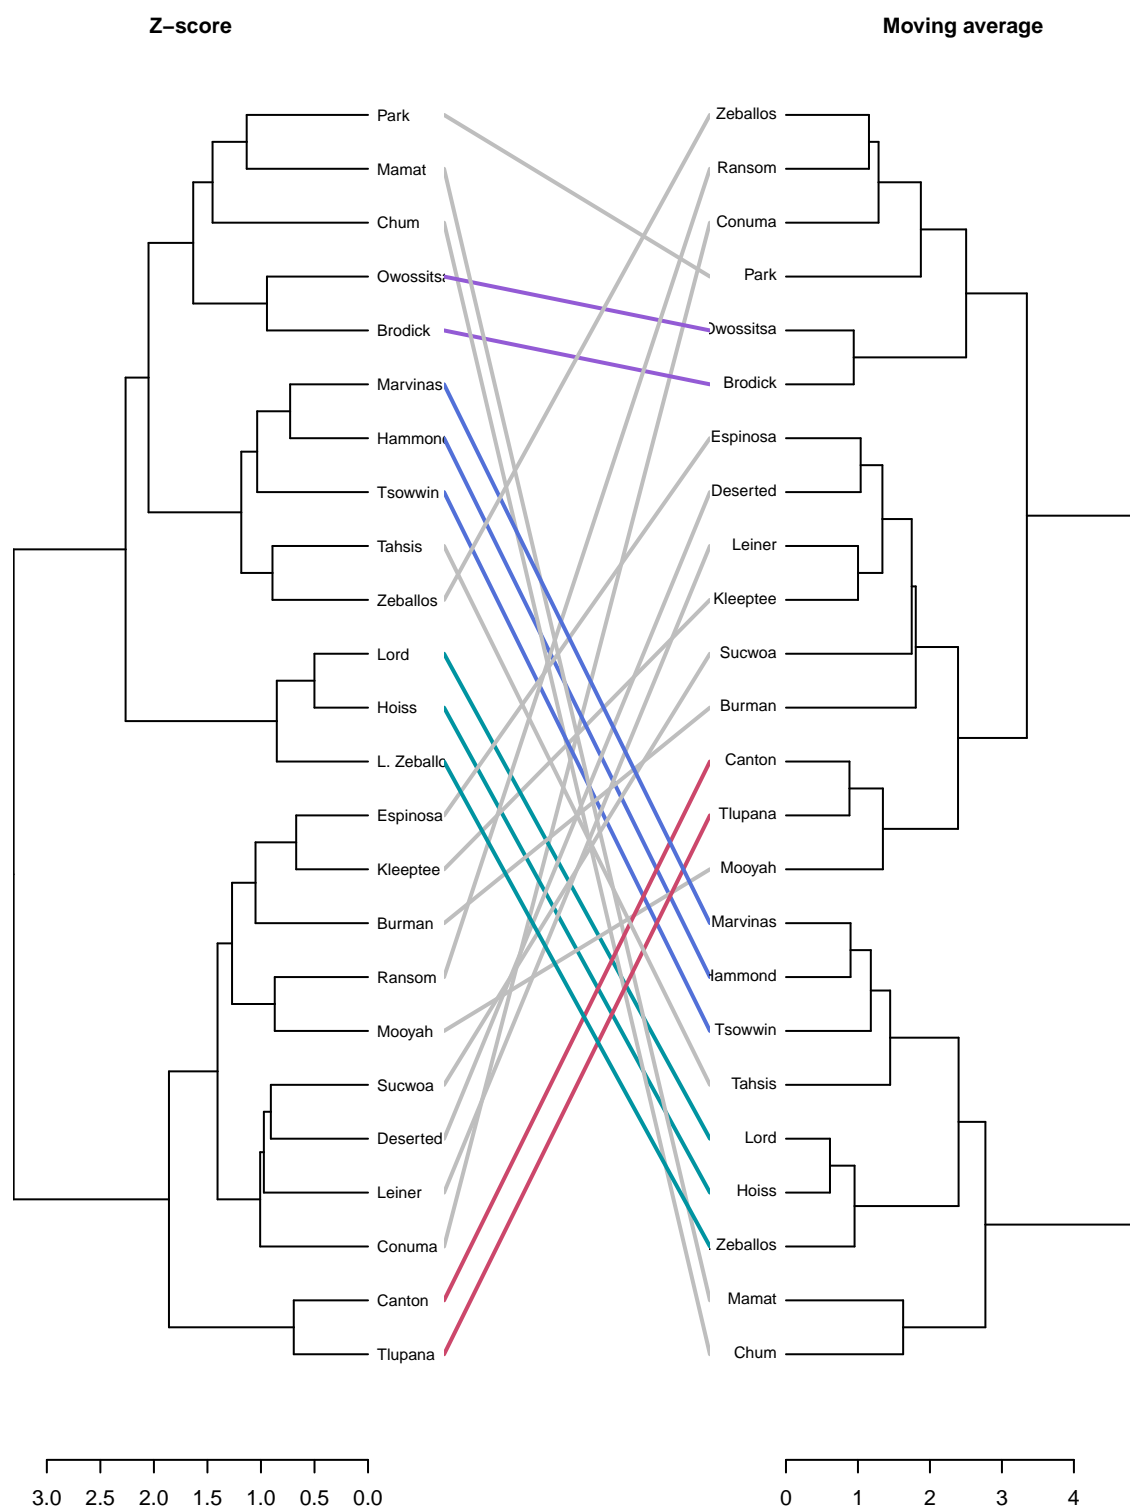 Z−score
Moving average
Park
Mamat
Chum
Owossitsa
Brodick
Marvinas
Hammon
Tsowwin
Tahsis
Zeballos
Lord
Hoiss
L. Zeballo
Espinosa
Kleeptee
Burman
Ransom
Mooyah
Sucwoa
Deserted
Leiner
Conuma
Canton
Tlupana
Zeballos
Ransom
Conuma
Park
Owossitsa
Brodick
Espinosa
Deserted
Leiner
Kleeptee
Sucwoa
Burman
Canton
Tlupana
Mooyah
Marvinas
Hammond
Tsowwin
Tahsis
Lord
Hoiss
Zeballos
Mamat
Chum
3.0 2.5 2.0 1.5 1.0 0.5 0.0
0 1 2 3 4